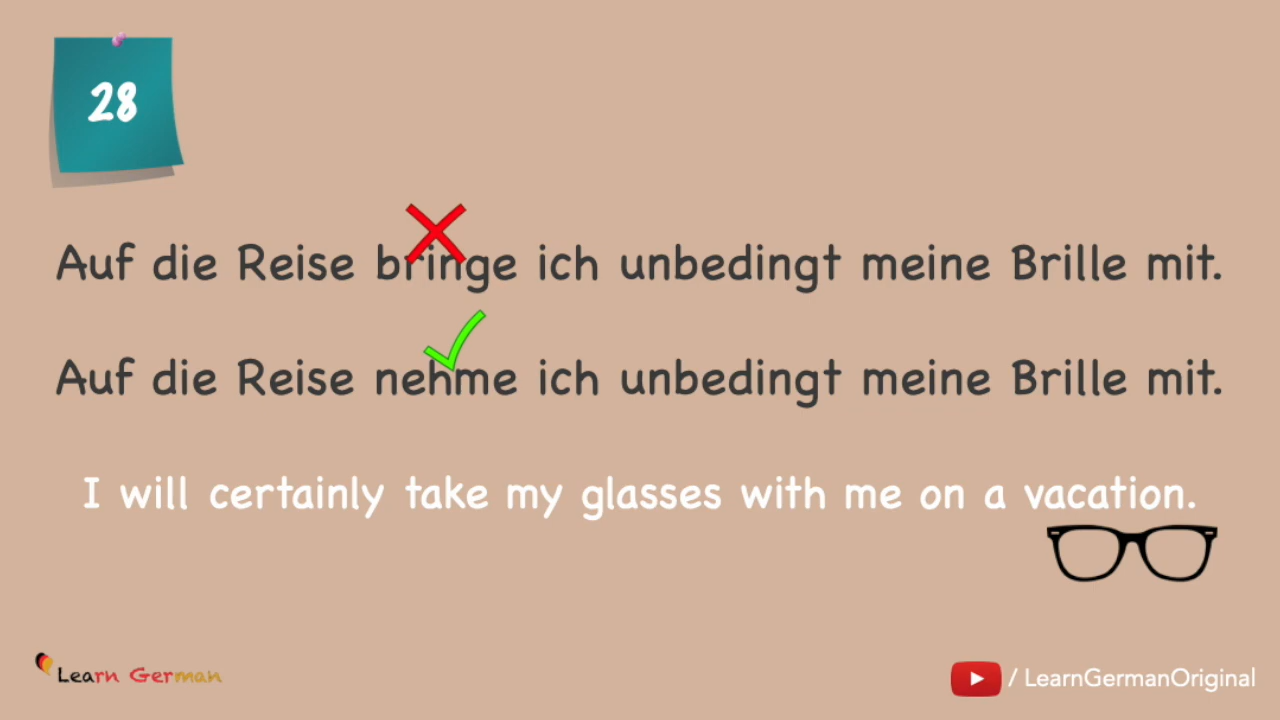 28
Auf die Reise bringe ich unbedingt meine Brille mit.
Auf die Reise nehme ich unbedingt meine Brille mit.
I will certainly take my glasses with me on a vacation.
Learn German
/ LearnGermanOriginal